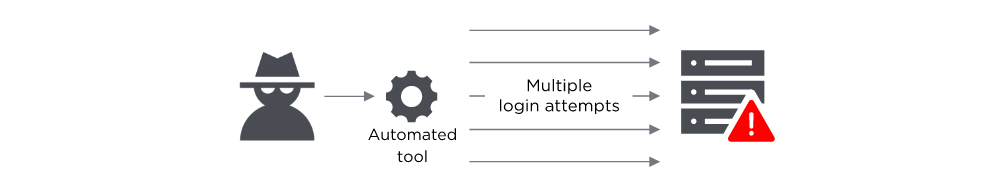 Automated
tool
Multiple
login attempts